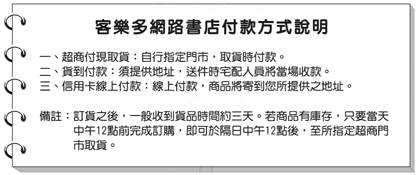 客樂多網路書店付款方式說明
一、超商付現取貨：自行指定門市，取貨時付款。
二、貨到付款：須提供地址，送件時宅配人員將當場收款。
三、信用卡線上付款：線上付款，商品將寄到您所提供之地址。
備註：訂貨之後，一般收到貨品時間約三天。若商品有庫存，只要當天
中午12點前完成訂購，即可於隔日中午12點後，至所指定超商門
市取貨。